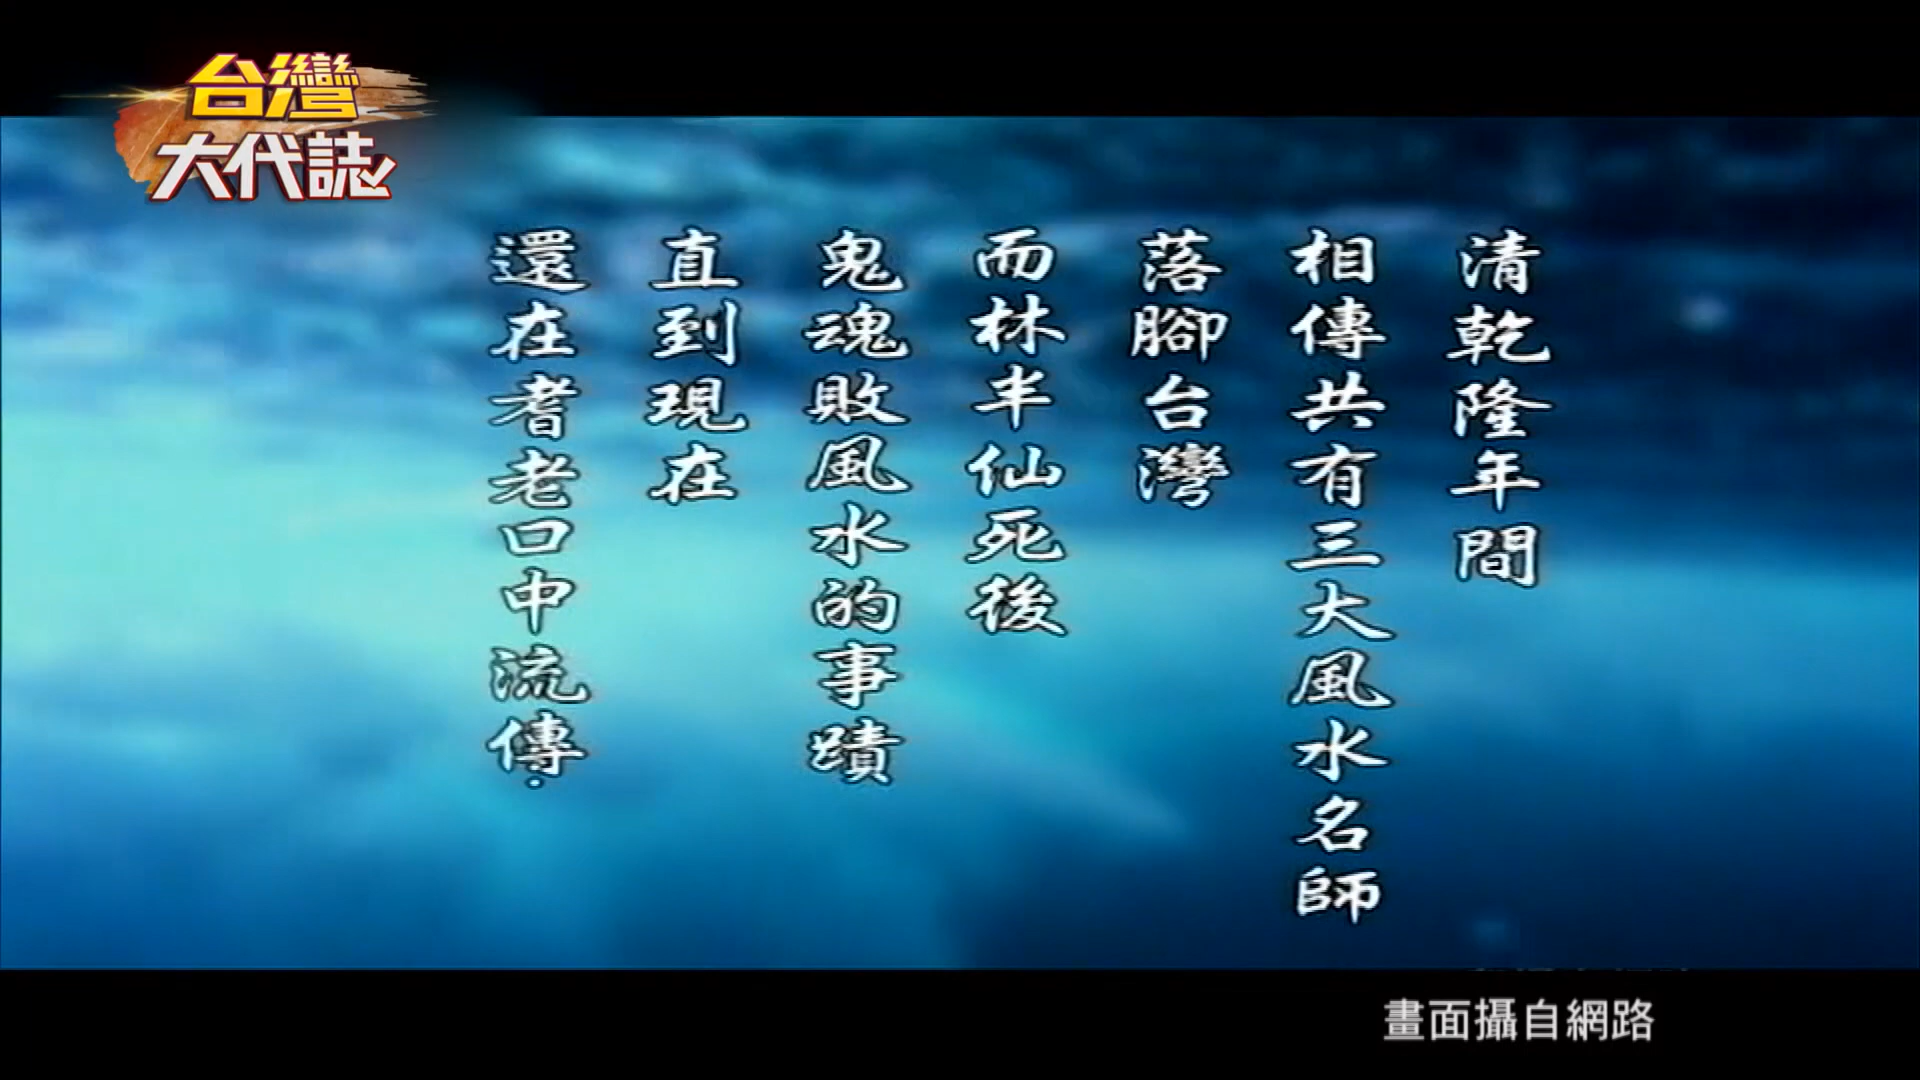 台灣
大代誌
清乾隆年間
相傳共有三大風水名師
落腳台灣
而林半仙死後
鬼魂敗風水的事蹟
直到現在
還在耆老口中流傳.
畫面攝自網路